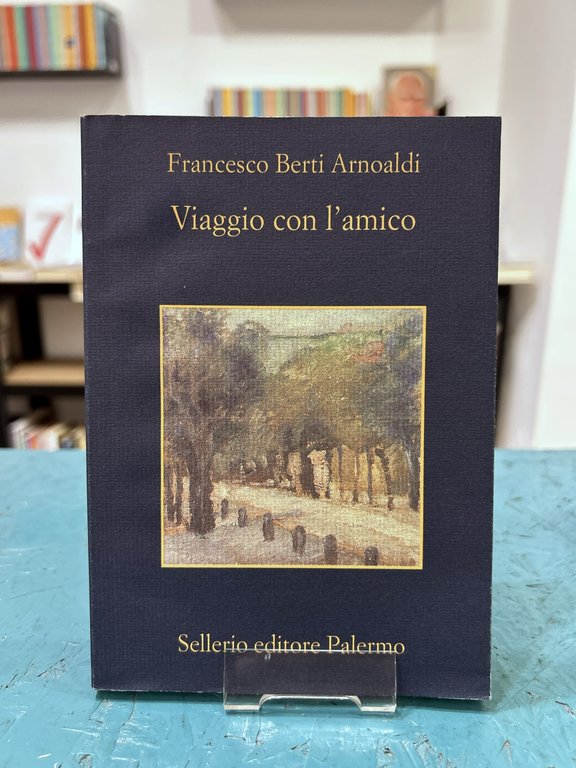 Francesco Berti Arnoaldi
Viaggio con l'amico
Sellerio editore Palermo